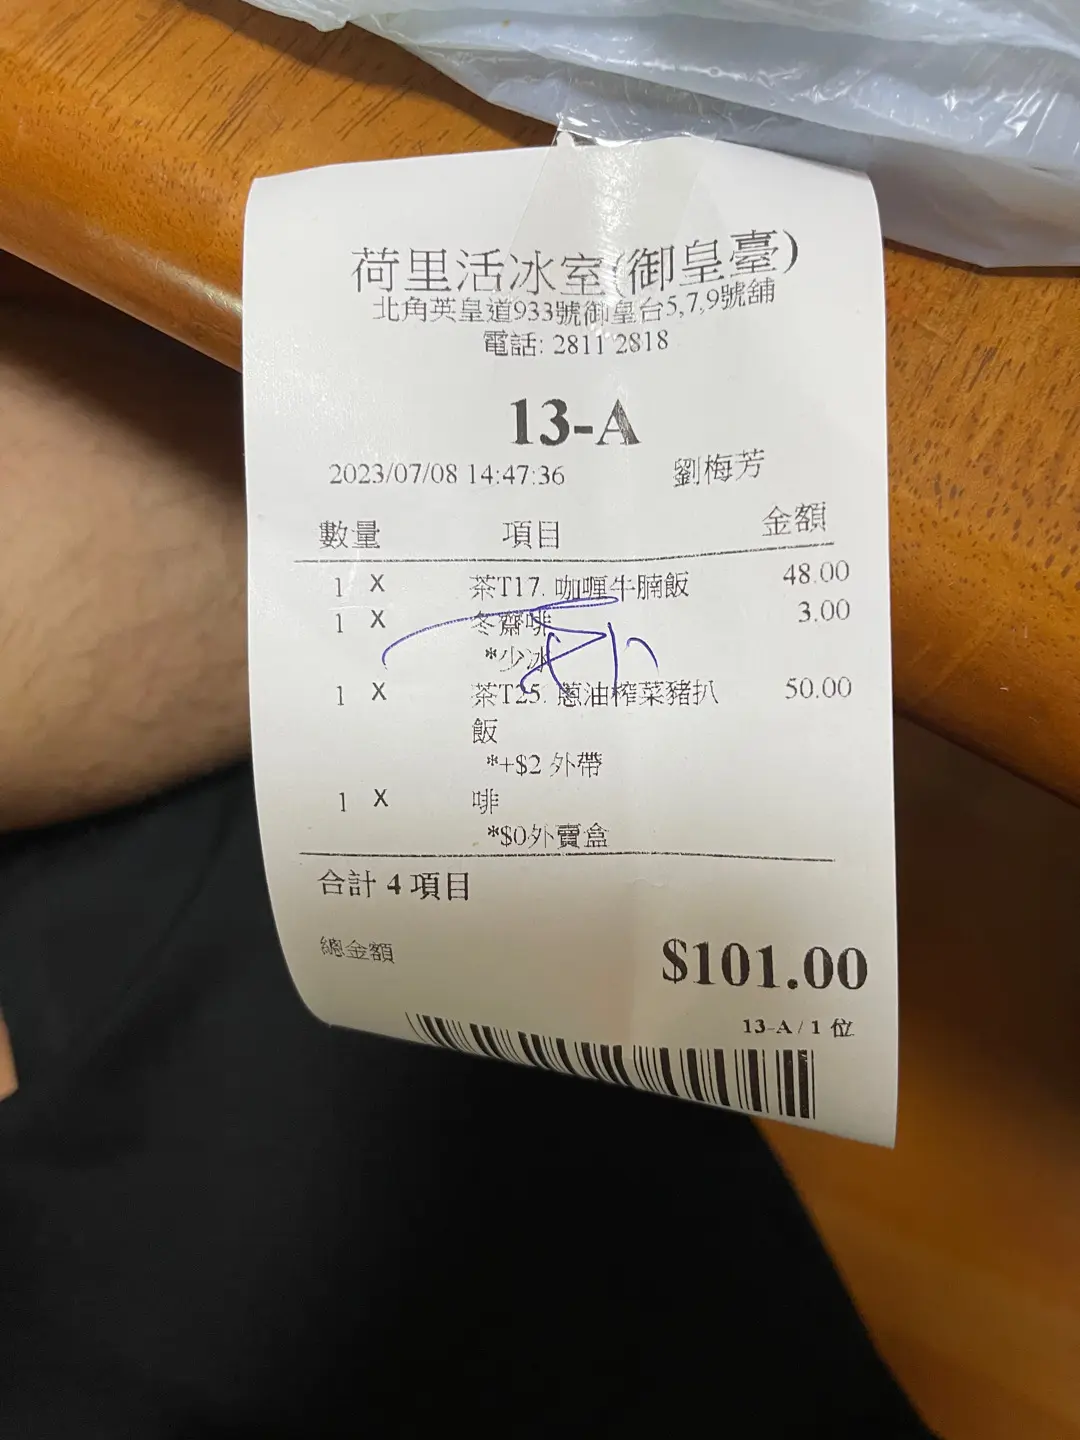 荷里活冰室(御皇臺)
北角英皇道933號御皇台5,7,9號舖
電話: 2811 2818
13-A
2023/07/08 14:47:36 劉梅芳
數量 項目 金額
1 X 茶T17. 咖喱牛腩飯 48.00
1 X 冬齋啡 3.00
*少冰
1 X 茶T25. 蔥油榨菜豬扒 50.00
飯
*+$2 外帶
1 X 啡
*$0外賣盒
合計 4 項目
總金額 $101.00
13-A / 1 位